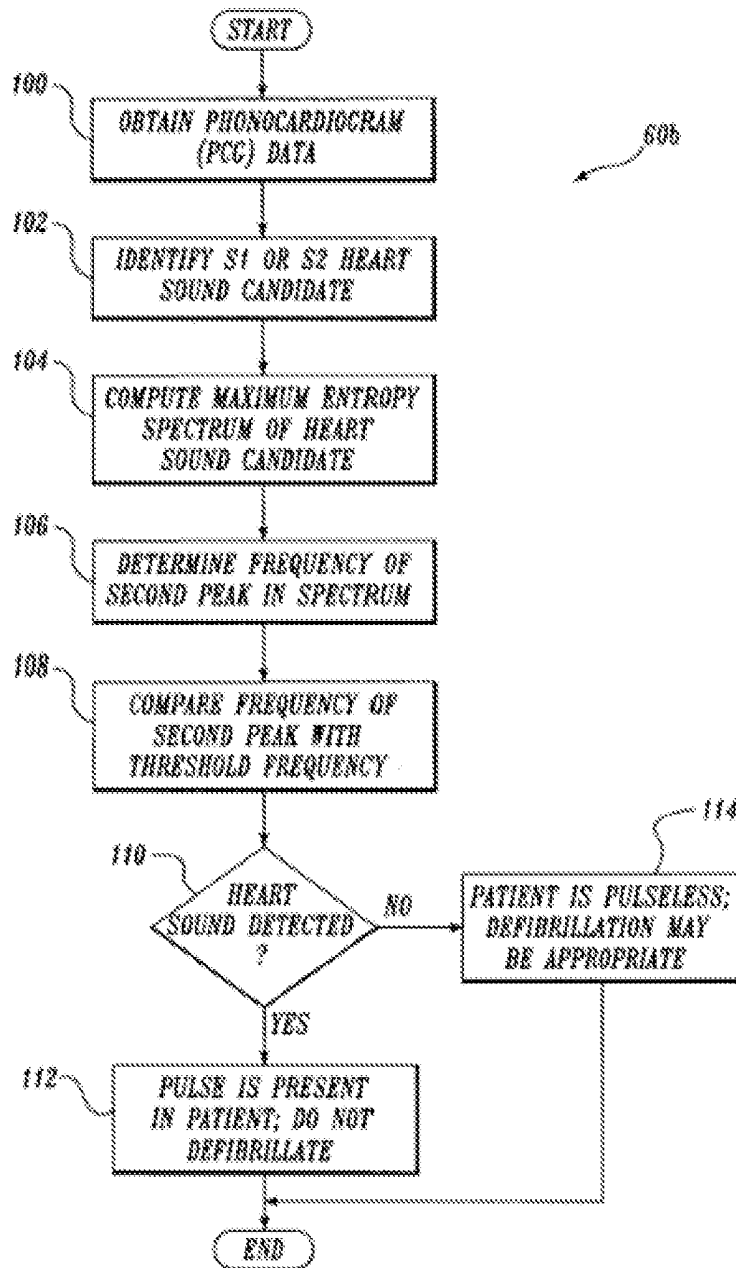 START
100
OBTAIN PHONOCARDIOGRAM
(PCG) DATA
60b
102
IDENTIFY S1 OR S2 HEART
SOUND CANDIDATE
104
COMPUTE MAXIMUM ENTROPY
SPECTRUM OF HEART
SOUND CANDIDATE
106
DETERMINE FREQUENCY OF
SECOND PEAK IN SPECTRUM
108
COMPARE FREQUENCY OF
SECOND PEAK WITH
THRESHOLD FREQUENCY
110
HEART
SOUND DETECTED
?
NO
114
PATIENT IS PULSELESS;
DEFIBRILLATION MAY
BE APPROPRIATE
YES
112
PULSE IS PRESENT
IN PATIENT; DO NOT
DEFIBRILLATE
END